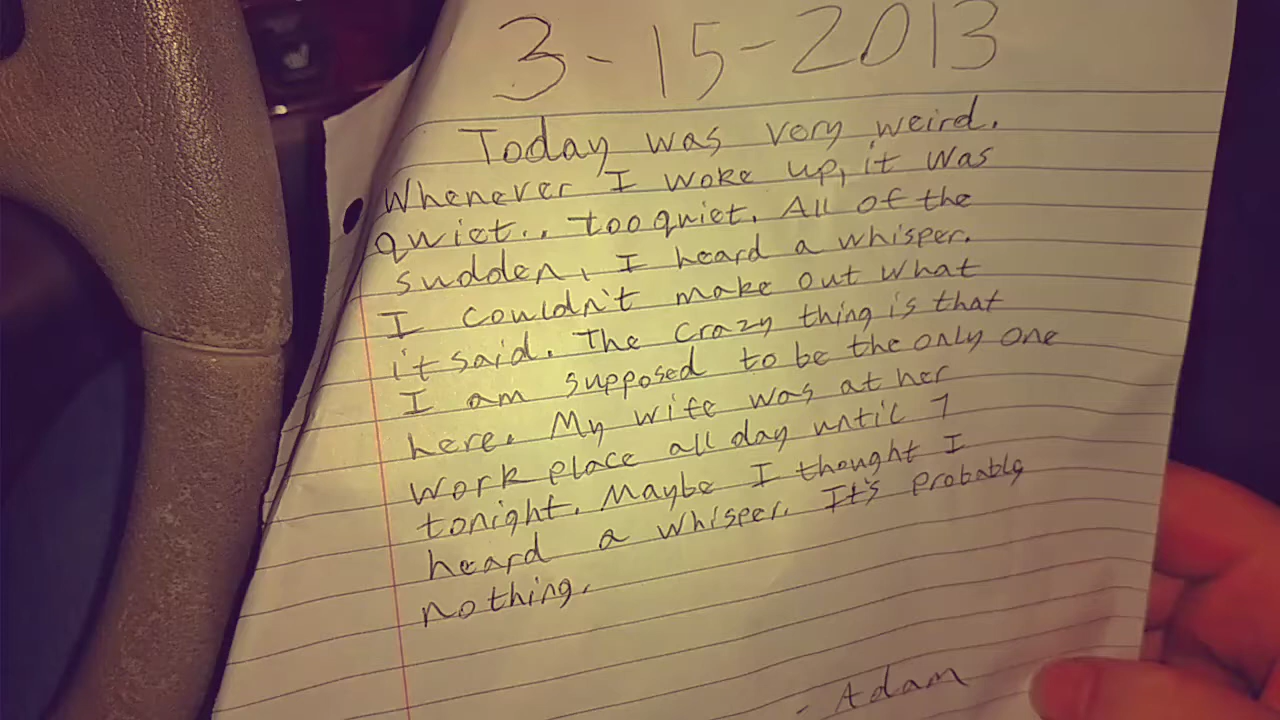 3-15-2013
Today was very weird.
Whenever I woke up, it was
quiet.. too quiet. All of the
sudden, I heard a whisper.
I couldn't make out what
it said. The crazy thing is that
I am supposed to be the only one
here. My wife was at her
work place all day until 7
tonight. Maybe I thought I
heard a whisper. It's probably
nothing.
- Adam